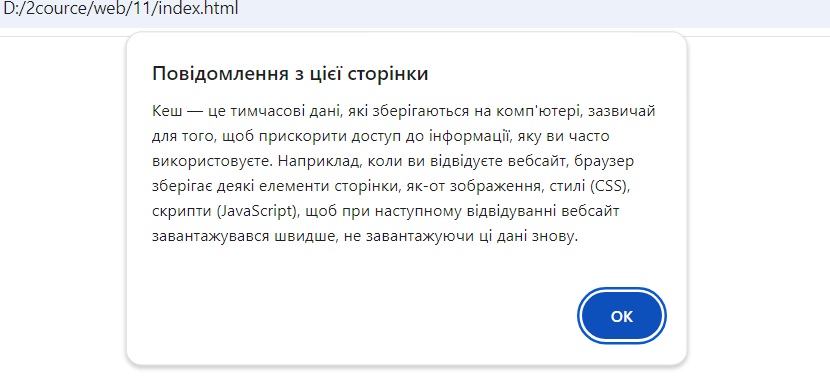 D:/2cource/web/11/index.html
Повідомлення з цієї сторінки
Кеш — це тимчасові дані, які зберігаються на комп'ютері, зазвичай
для того, щоб прискорити доступ до інформації, яку ви часто
використовуєте. Наприклад, коли ви відвідуєте вебсайт, браузер
зберігає деякі елементи сторінки, як-от зображення, стилі (CSS),
скрипти (JavaScript), щоб при наступному відвідуванні вебсайт
завантажувався швидше, не завантажуючи ці дані знову.
ОК